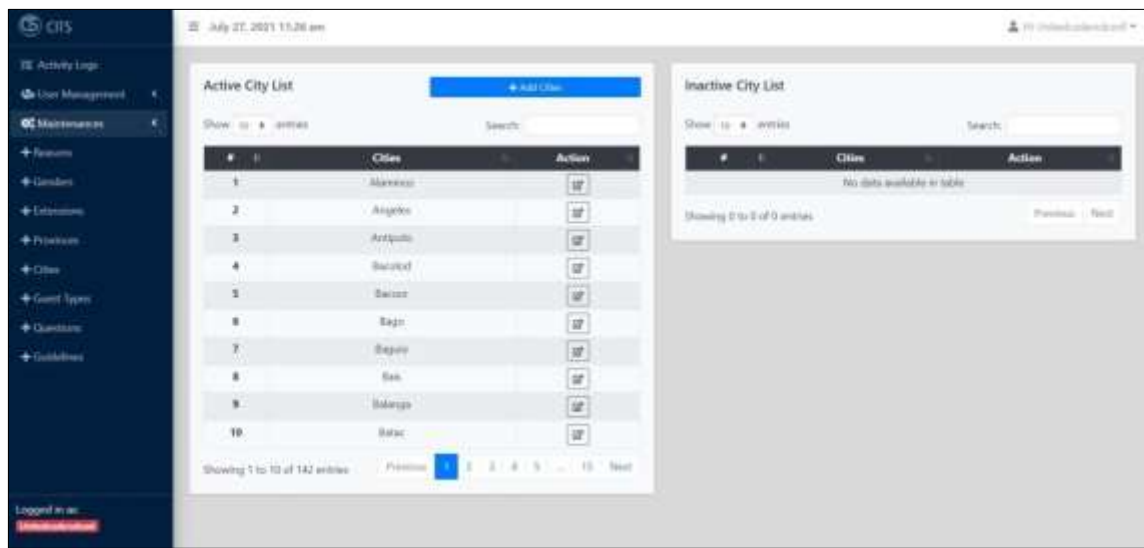 CITS
July 27, 2021 11:26 am
Activity Logs
User Management
Maintenances
Reasons
Genders
Extensions
Provinces
Cities
Guest Types
Questions
Guidelines
Logged in as:
Active City List
Add Cities
Show 10 entries
Search:
# Cities Action
1 Alaminos
2 Angeles
3 Antipolo
4 Bacolod
5 Bacoor
6 Bago
7 Baguio
8 Bais
9 Balanga
10 Batac
Showing 1 to 10 of 142 entries
Previous 1 2 3 4 5 ... 15 Next
Inactive City List
Show 10 entries
Search:
# Cities Action
No data available in table
Showing 0 to 0 of 0 entries
Previous Next